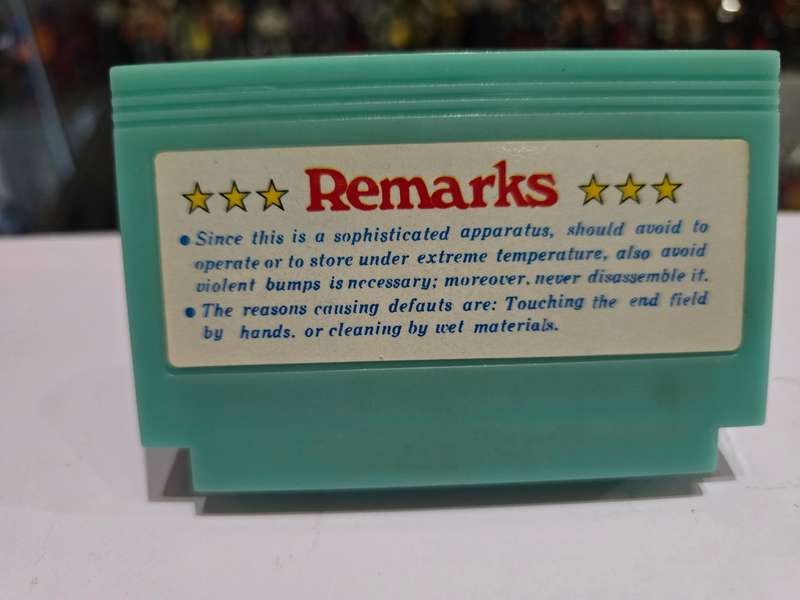 Remarks
● Since this is a sophisticated apparatus, should avoid to
operate or to store under extreme temperature, also avoid
violent bumps is nccessary; moreover. never disassemble it.
● The reasons causing defauts are: Touching the end field
by hands. or cleaning by wet materials.